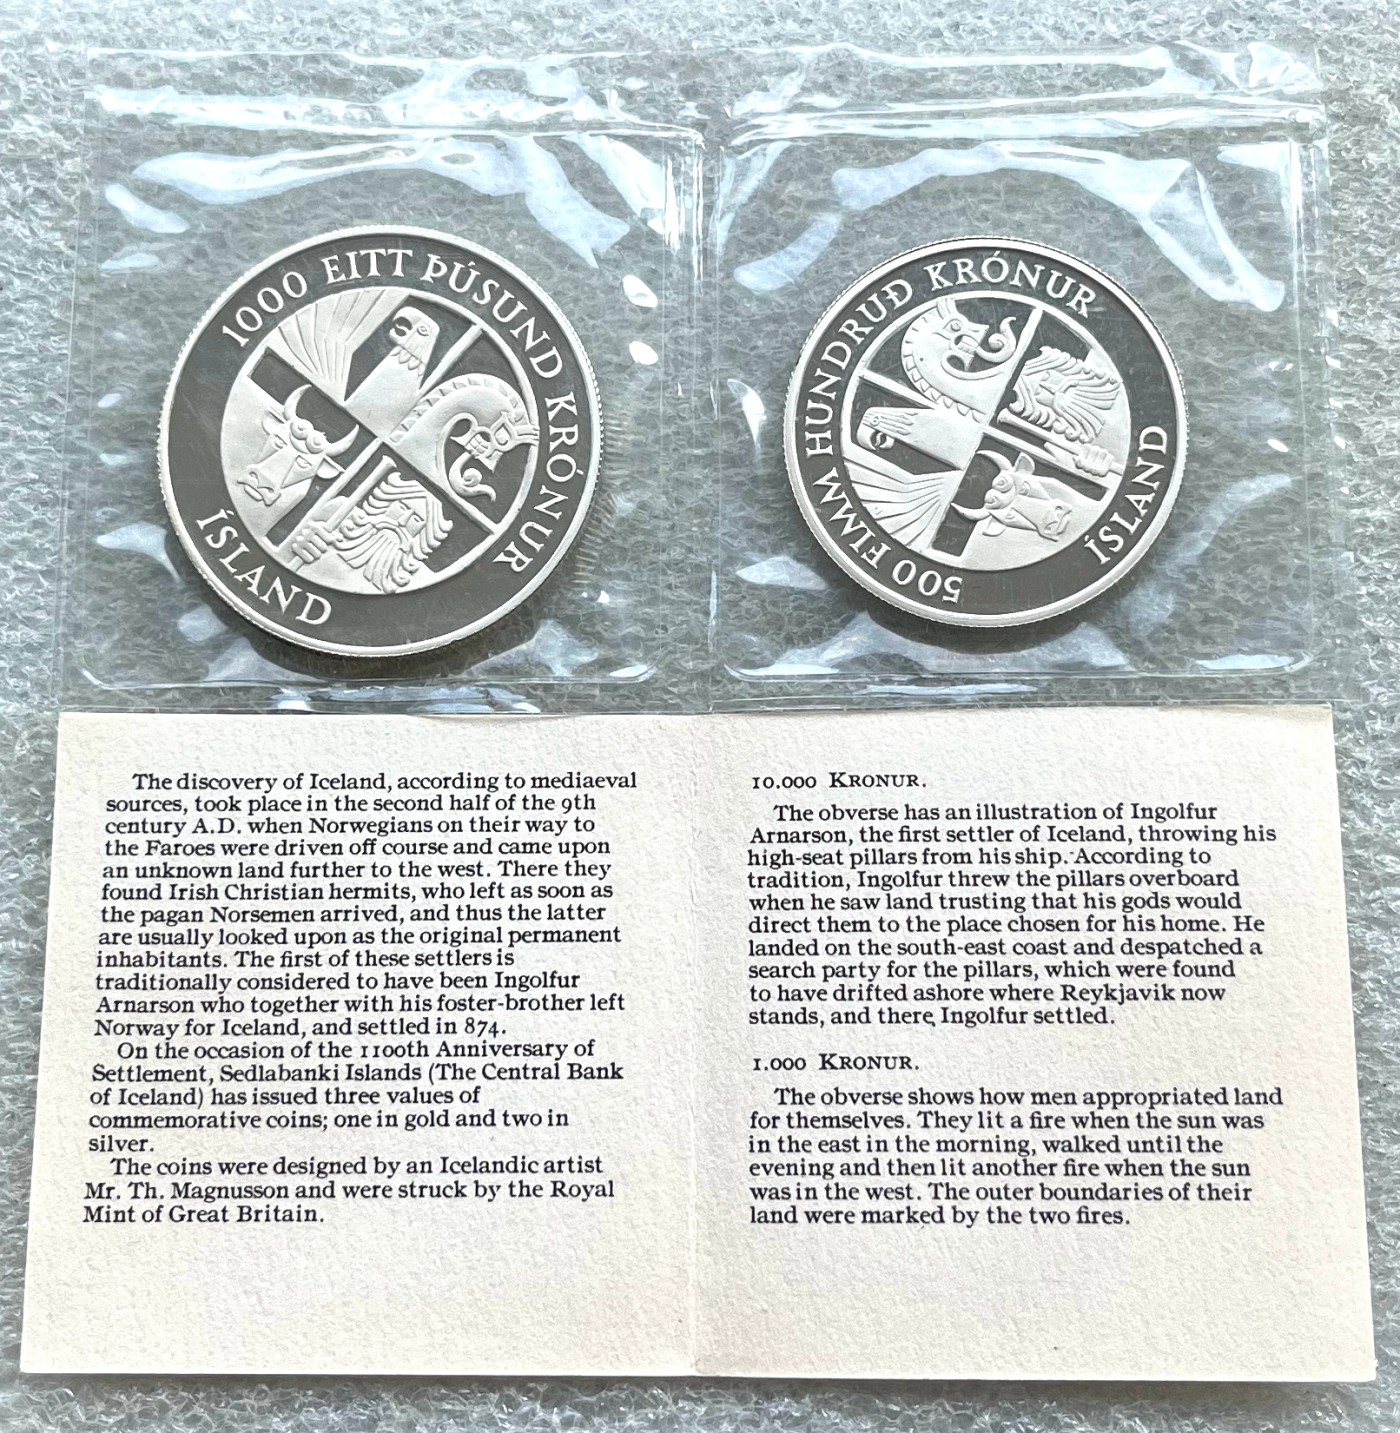 1000 EITT ÞÚSUND KRÓNUR
ÍSLAND
500 FIMM HUNDRUÐ KRÓNUR
ÍSLAND
The discovery of Iceland, according to mediaeval
sources, took place in the second half of the 9th
century A.D. when Norwegians on their way to
the Faroes were driven off course and came upon
an unknown land further to the west. There they
found Irish Christian hermits, who left as soon as
the pagan Norsemen arrived, and thus the latter
are usually looked upon as the original permanent
inhabitants. The first of these settlers is
traditionally considered to have been Ingolfur
Arnarson who together with his foster-brother left
Norway for Iceland, and settled in 874.
On the occasion of the 1100th Anniversary of
Settlement, Sedlabanki Islands (The Central Bank
of Iceland) has issued three values of
commemorative coins; one in gold and two in
silver.
The coins were designed by an Icelandic artist
Mr. Th. Magnusson and were struck by the Royal
Mint of Great Britain.
10.000 KRONUR.
The obverse has an illustration of Ingolfur
Arnarson, the first settler of Iceland, throwing his
high-seat pillars from his ship. According to
tradition, Ingolfur threw the pillars overboard
when he saw land trusting that his gods would
direct them to the place chosen for his home. He
landed on the south-east coast and despatched a
search party for the pillars, which were found
to have drifted ashore where Reykjavik now
stands, and there, Ingolfur settled.
1.000 KRONUR.
The obverse shows how men appropriated land
for themselves. They lit a fire when the sun was
in the east in the morning, walked until the
evening and then lit another fire when the sun
was in the west. The outer boundaries of their
land were marked by the two fires.